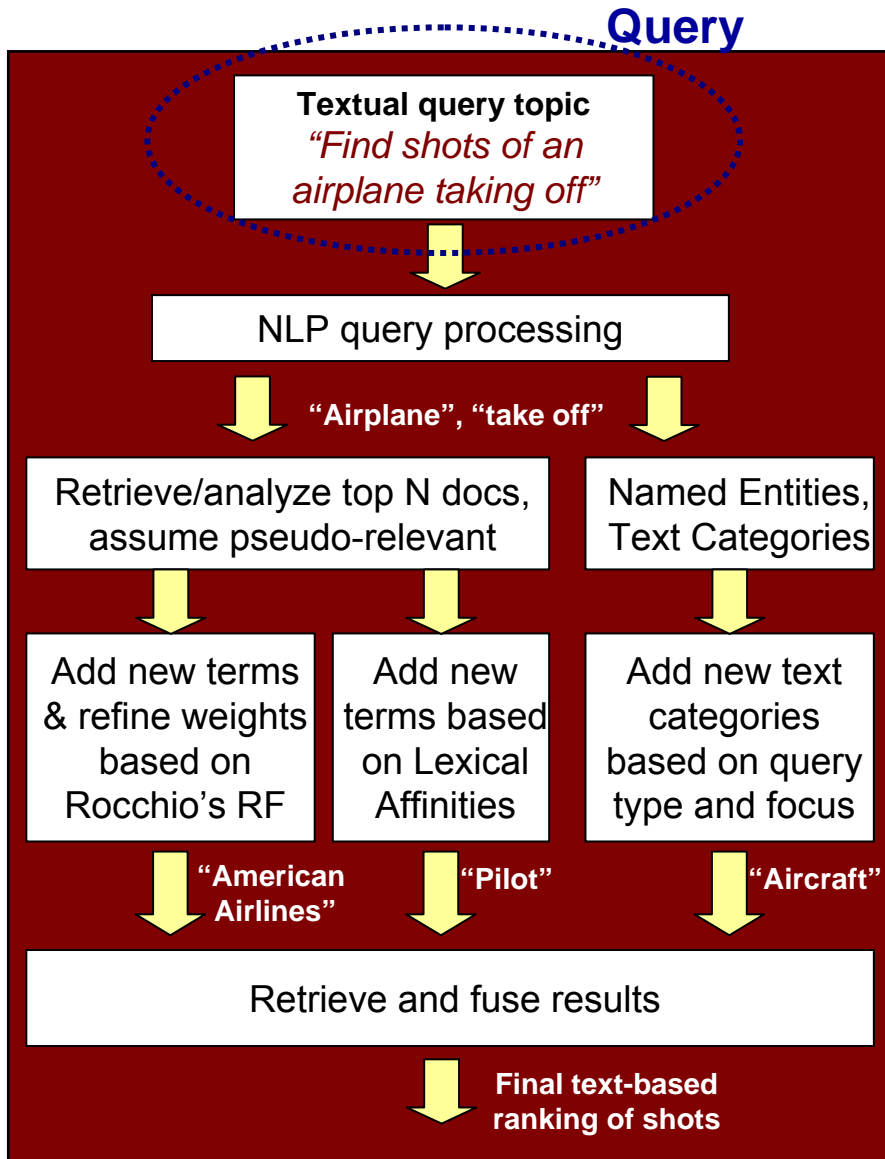 Query
Textual query topic
“Find shots of an
airplane taking off”
NLP query processing
“Airplane”, “take off”
Retrieve/analyze top N docs,
assume pseudo-relevant
Named Entities,
Text Categories
Add new terms
& refine weights
based on
Rocchio’s RF
Add new
terms based
on Lexical
Affinities
Add new text
categories
based on query
type and focus
“American
Airlines”
“Pilot”
“Aircraft”
Retrieve and fuse results
Final text-based
ranking of shots